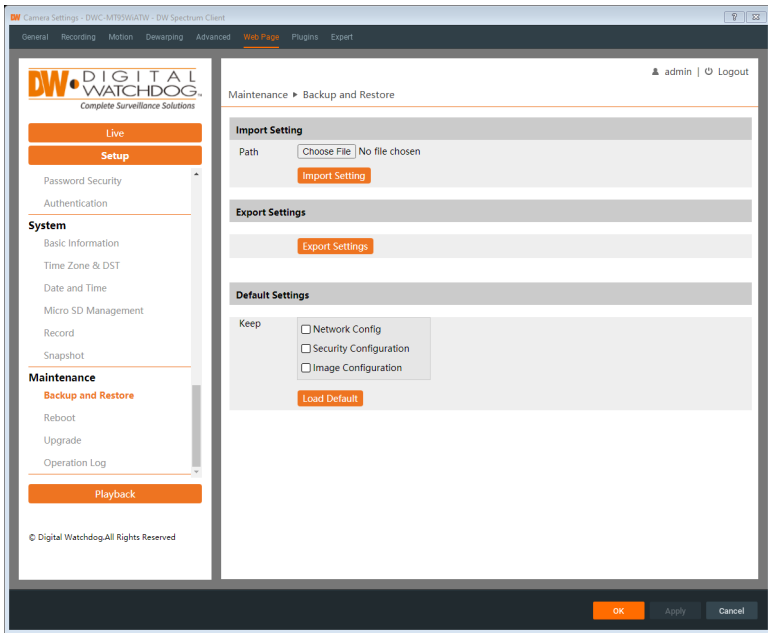 Camera Settings - DWC-MT95WiATW - DW Spectrum Client
General Recording Motion Dewarping Advanced Web Page Plugins Expert
DW DIGITAL WATCHDOG
Complete Surveillance Solutions
admin | Logout
Maintenance ▶ Backup and Restore
Live
Setup
Password Security
Authentication
System
Basic Information
Time Zone & DST
Date and Time
Micro SD Management
Record
Snapshot
Maintenance
Backup and Restore
Reboot
Upgrade
Operation Log
Playback
© Digital Watchdog.All Rights Reserved
Import Setting
Path Choose File No file chosen
Import Setting
Export Settings
Export Settings
Default Settings
Keep Network Config
Security Configuration
Image Configuration
Load Default
OK Apply Cancel